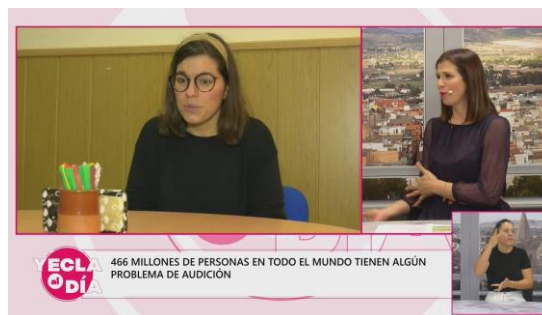 466 MILLONES DE PERSONAS EN TODO EL MUNDO TIENEN ALGÚN
PROBLEMA DE AUDICIÓN
YECLA
al DÍA